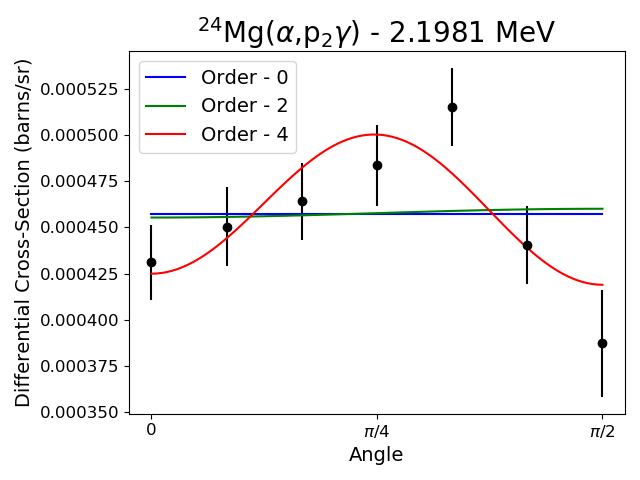 ²⁴Mg(α,p₂γ) - 2.1981 MeV
Differential Cross-Section (barns/sr)
Order - 0
Order - 2
Order - 4
0.000525
0.000500
0.000475
0.000450
0.000425
0.000400
0.000375
0.000350
0
π/4
π/2
Angle